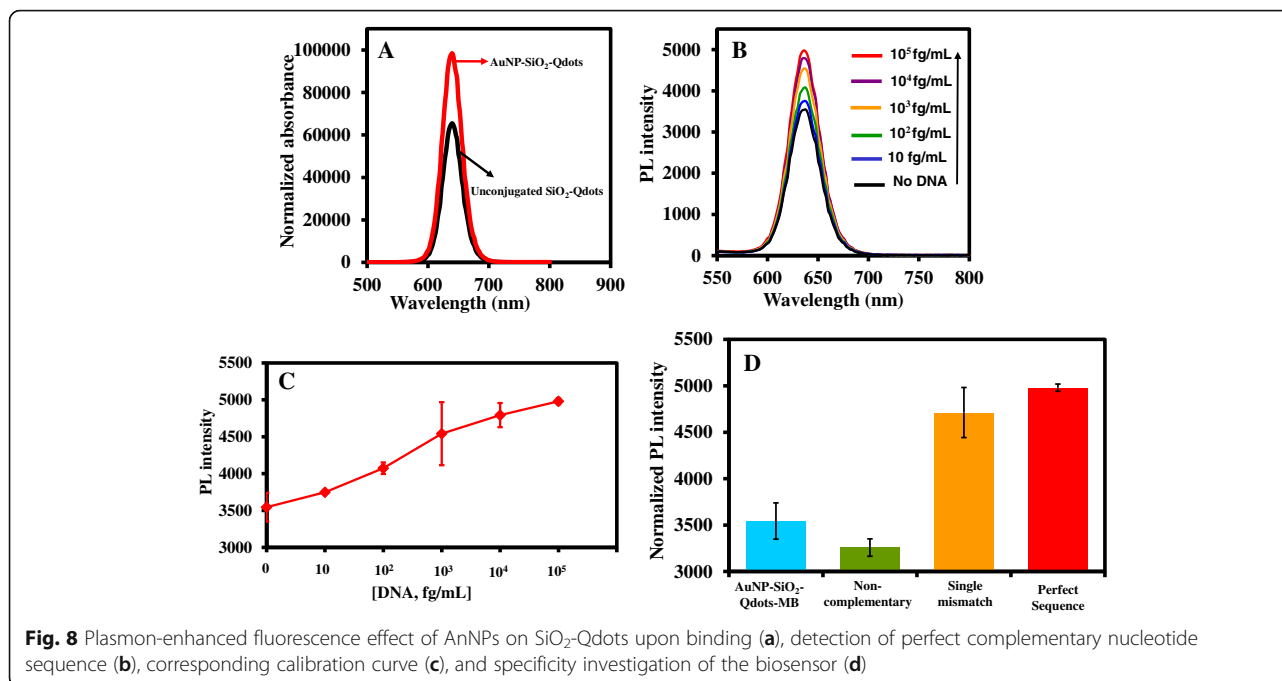 A
Normalized absorbance
100000
80000
60000
40000
20000
0
AuNP-SiO₂-Qdots
Unconjugated SiO₂-Qdots
500 600 700 800 900
Wavelength (nm)
B
PL intensity
5000
4000
3000
2000
1000
0
10⁵ fg/mL
10⁴ fg/mL
10³ fg/mL
10² fg/mL
10 fg/mL
No DNA
550 600 650 700 750 800
Wavelength (nm)
C
PL intensity
5500
5000
4500
4000
3500
3000
0 10 10² 10³ 10⁴ 10⁵
[DNA, fg/mL]
D
Normalized PL intensity
5500
5000
4500
4000
3500
3000
AuNP-SiO₂-
Qdots-MB
Non-
complementary
Single
mismatch
Perfect
Sequence
Fig. 8 Plasmon-enhanced fluorescence effect of AnNPs on SiO₂-Qdots upon binding (a), detection of perfect complementary nucleotide
sequence (b), corresponding calibration curve (c), and specificity investigation of the biosensor (d)